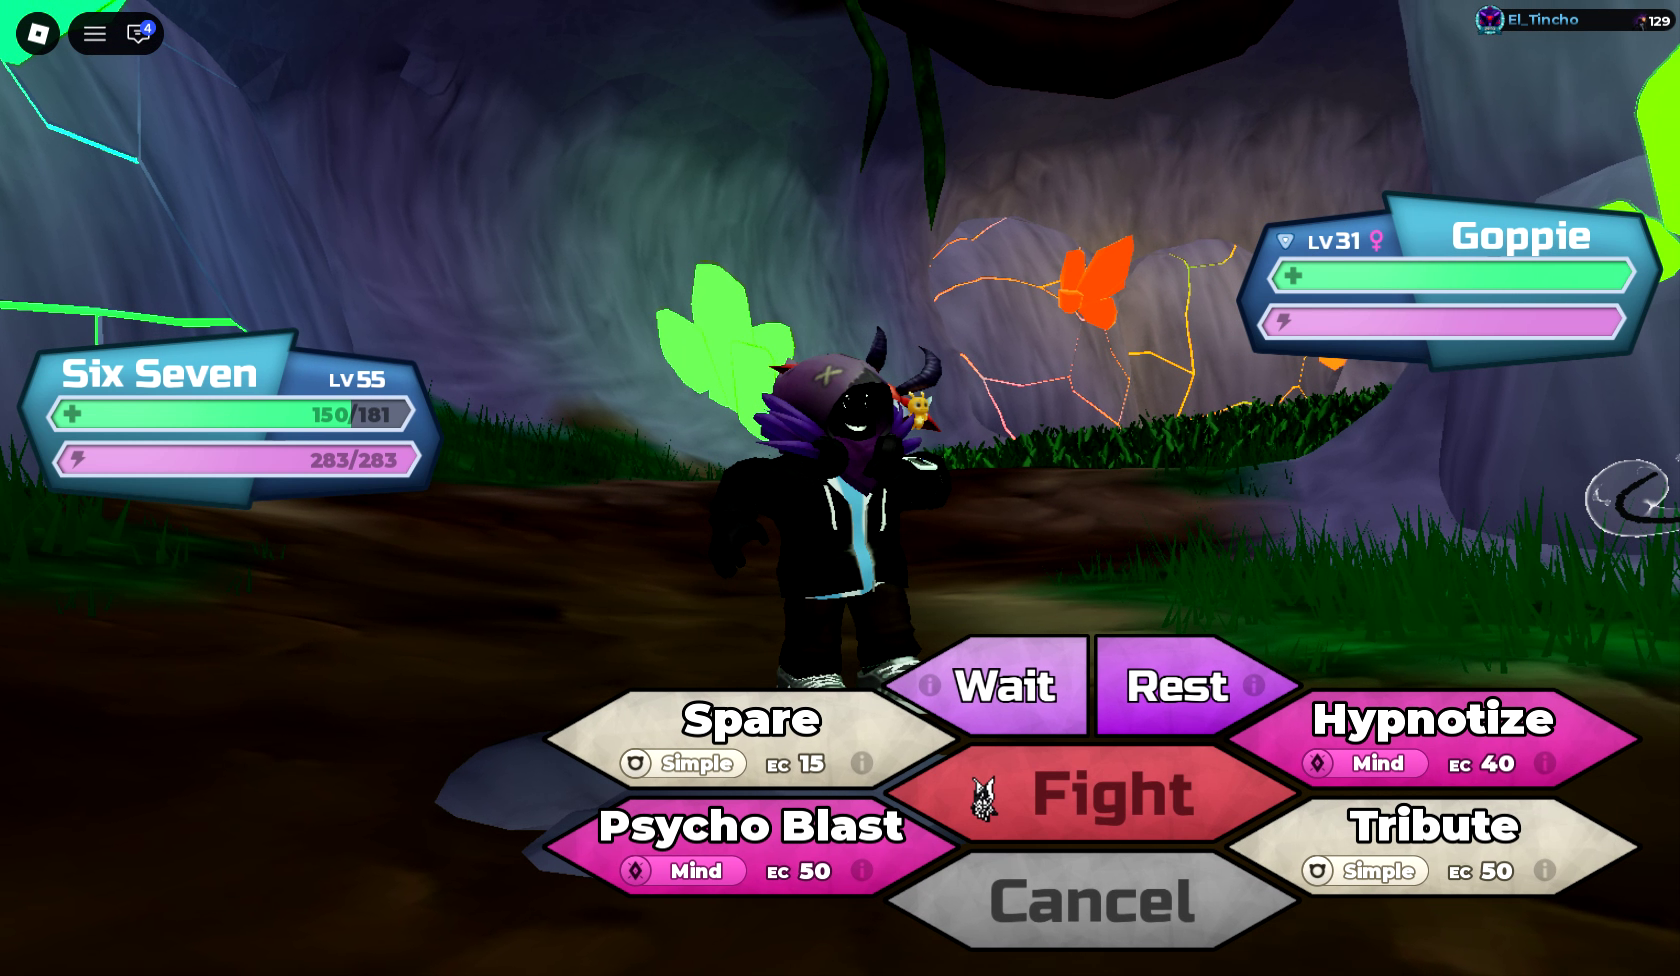 4
El_Tincho
129
LV31
Goppie
Six Seven
LV55
150/181
283/283
Wait
Rest
Spare
Simple
EC 15
Hypnotize
Mind
EC 40
Fight
Psycho Blast
Mind
EC 50
Tribute
Simple
EC 50
Cancel